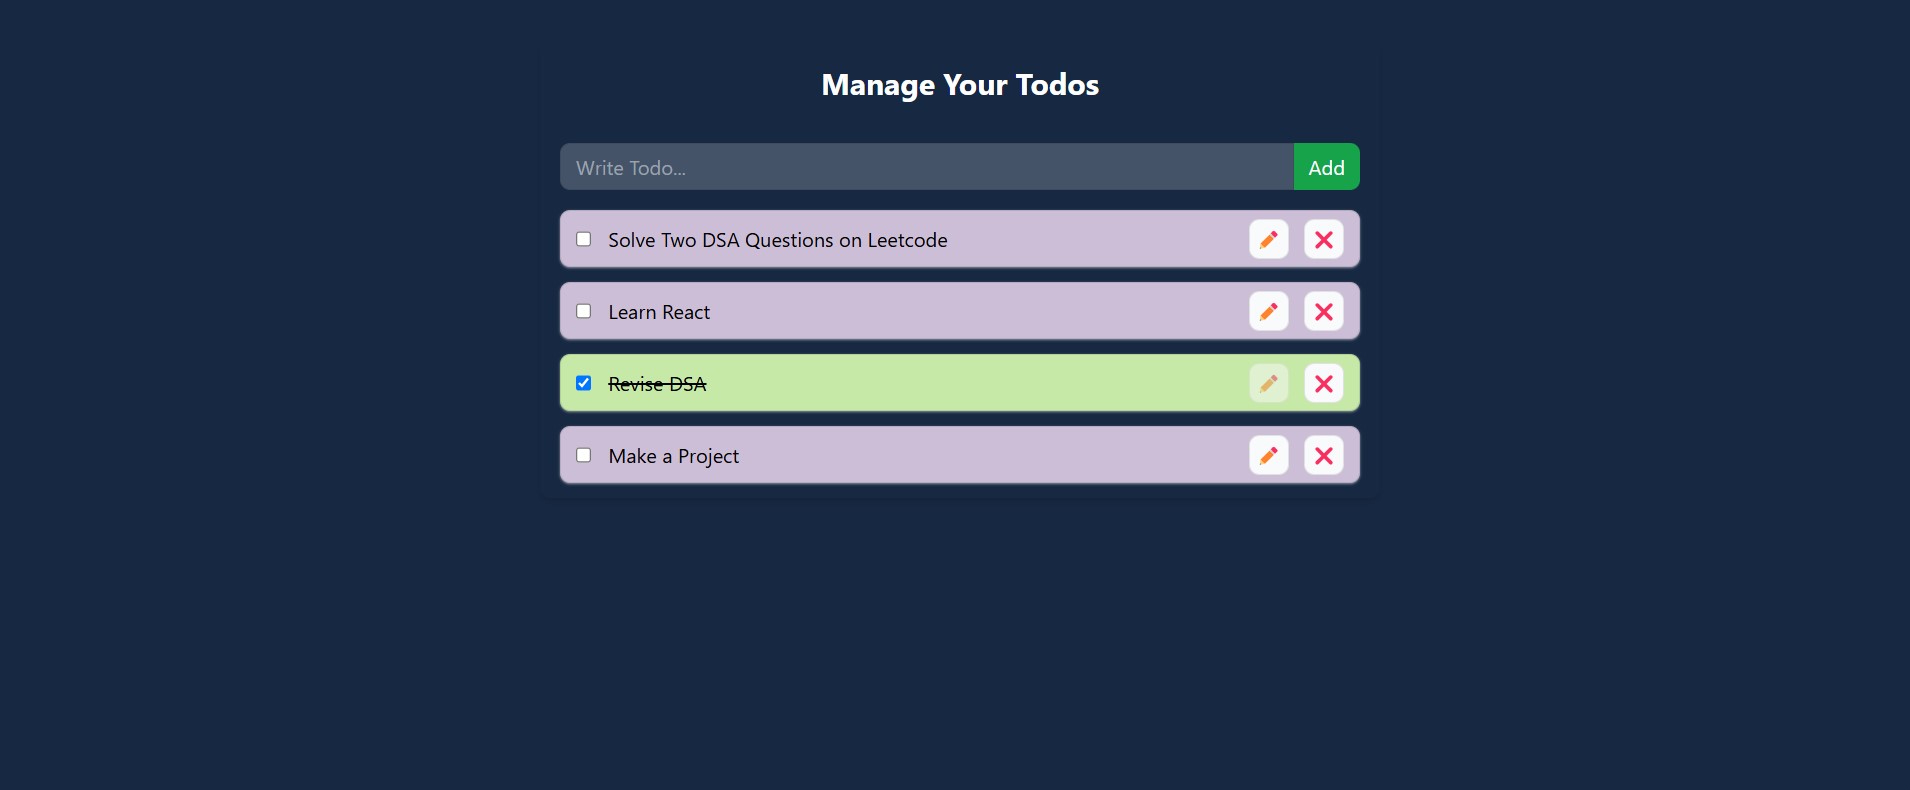 Manage Your Todos
Write Todo...
Add
Solve Two DSA Questions on Leetcode
Learn React
Revise DSA
Make a Project